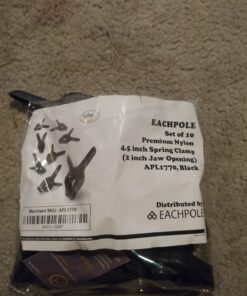 EACHPOLE
Set of 10
Premium Nylon
4.5 inch Spring Clamp
(2 inch Jaw Opening)
APL1770, Black
Merchant SKU: APL1770
Distributed by
EACHPOLE